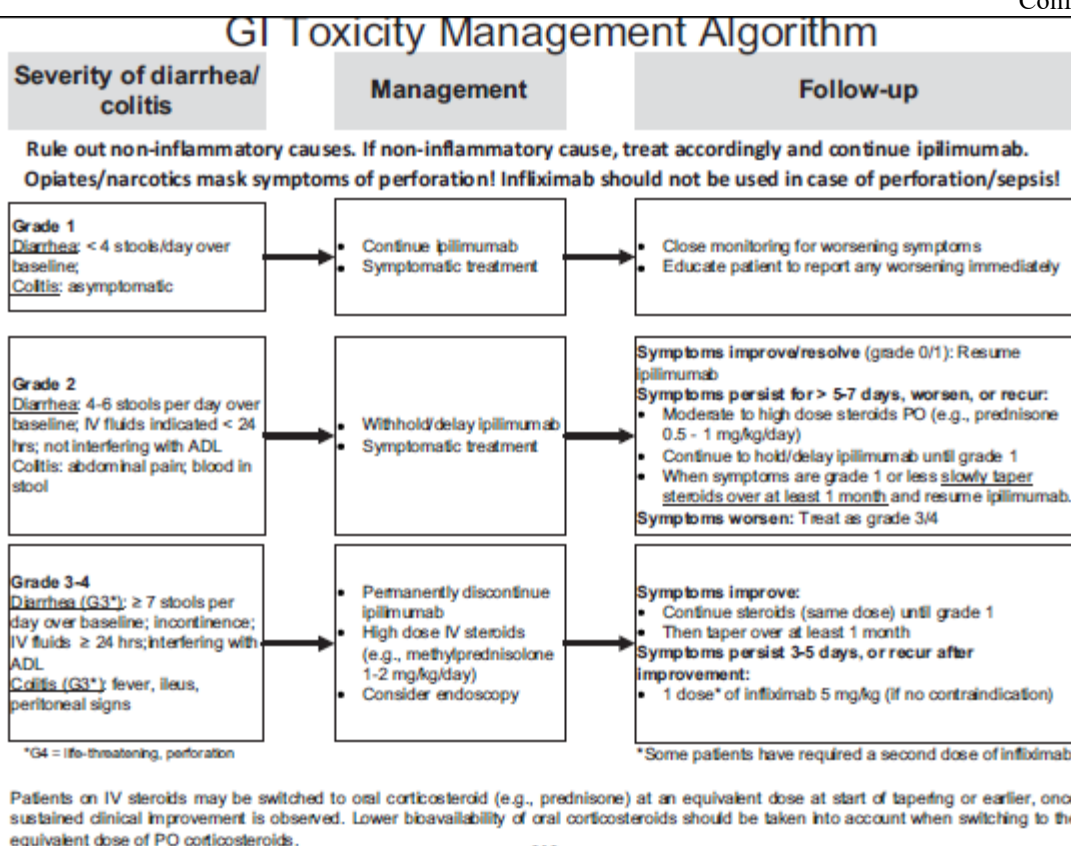 GI Toxicity Management Algorithm
Severity of diarrhea/
colitis
Management
Follow-up
Rule out non-inflammatory causes. If non-inflammatory cause, treat accordingly and continue ipilimumab.
Opiates/narcotics mask symptoms of perforation! Infliximab should not be used in case of perforation/sepsis!
Grade 1
Diarrhea: < 4 stools/day over
baseline;
Colitis: asymptomatic
• Continue ipilimumab
• Symptomatic treatment
• Close monitoring for worsening symptoms
• Educate patient to report any worsening immediately
Grade 2
Diarrhea: 4-6 stools per day over
baseline; IV fluids indicated < 24
hrs; not interfering with ADL
Colitis: abdominal pain; blood in
stool
• Withhold/delay ipilimumab
• Symptomatic treatment
Symptoms improve/resolve (grade 0/1): Resume
ipilimumab
Symptoms persist for > 5-7 days, worsen, or recur:
• Moderate to high dose steroids PO (e.g., prednisone
0.5 - 1 mg/kg/day)
• Continue to hold/delay ipilimumab until grade 1
• When symptoms are grade 1 or less slowly taper
steroids over at least 1 month and resume ipilimumab.
Symptoms worsen: Treat as grade 3/4
Grade 3-4
Diarrhea (G3*): ≥ 7 stools per
day over baseline; incontinence;
IV fluids ≥ 24 hrs;interfering with
ADL
Colitis (G3*): fever, ileus,
peritoneal signs
• Permanently discontinue
ipilimumab
• High dose IV steroids
(e.g., methylprednisolone
1-2 mg/kg/day)
• Consider endoscopy
Symptoms improve:
• Continue steroids (same dose) until grade 1
• Then taper over at least 1 month
Symptoms persist 3-5 days, or recur after
improvement:
• 1 dose* of infliximab 5 mg/kg (if no contraindication)
*G4 = life-threatening, perforation
*Some patients have required a second dose of infliximab
Patients on IV steroids may be switched to oral corticosteroid (e.g., prednisone) at an equivalent dose at start of tapering or earlier, once
sustained clinical improvement is observed. Lower bioavailability of oral corticosteroids should be taken into account when switching to the
equivalent dose of PO corticosteroids.